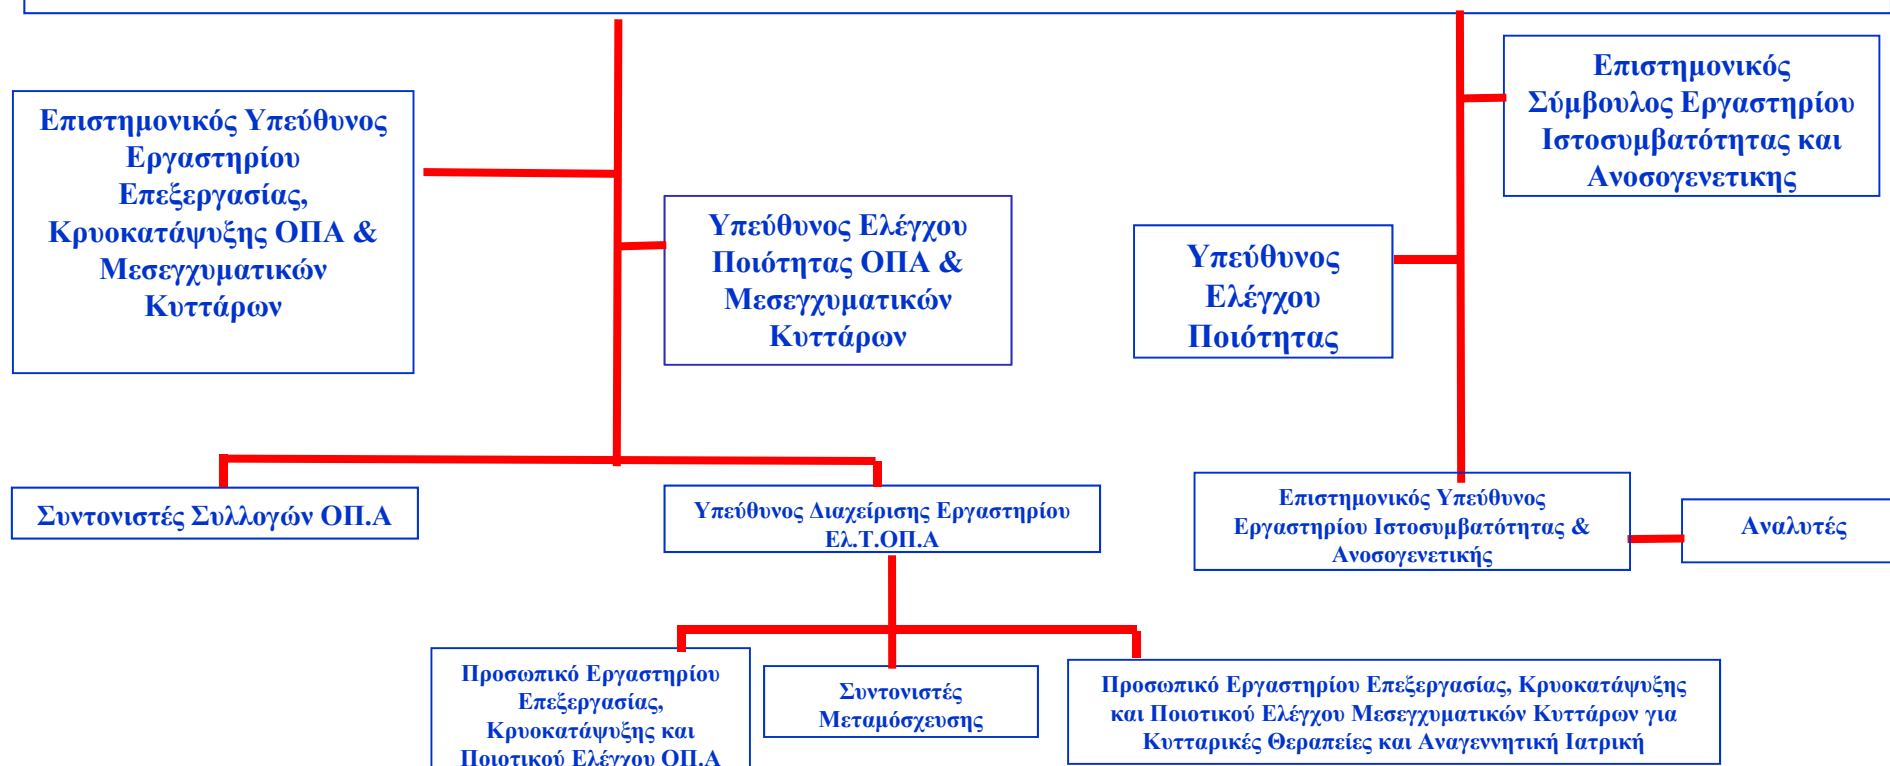 Επιστημονικός
Σύμβουλος Εργαστηρίου
Ιστοσυμβατότητας και
Ανοσογενετικης
Επιστημονικός Υπεύθυνος
Εργαστηρίου
Επεξεργασίας,
Κρυοκατάψυξης ΟΠΑ &
Μεσεγχυματικών
Κυττάρων
Υπεύθυνος Ελέγχου
Ποιότητας ΟΠΑ &
Μεσεγχυματικών
Κυττάρων
Υπεύθυνος
Ελέγχου
Ποιότητας
Συντονιστές Συλλογών ΟΠ.Α
Υπεύθυνος Διαχείρισης Εργαστηρίου
Ελ.Τ.ΟΠ.Α
Επιστημονικός Υπεύθυνος
Εργαστηρίου Ιστοσυμβατότητας &
Ανοσογενετικής
Αναλυτές
Προσωπικό Εργαστηρίου
Επεξεργασίας,
Κρυοκατάψυξης και
Ποιοτικού Ελέγχου ΟΠ.Α
Συντονιστές
Μεταμόσχευσης
Προσωπικό Εργαστηρίου Επεξεργασίας, Κρυοκατάψυξης
και Ποιοτικού Ελέγχου Μεσεγχυματικών Κυττάρων για
Κυτταρικές Θεραπείες και Αναγεννητική Ιατρική